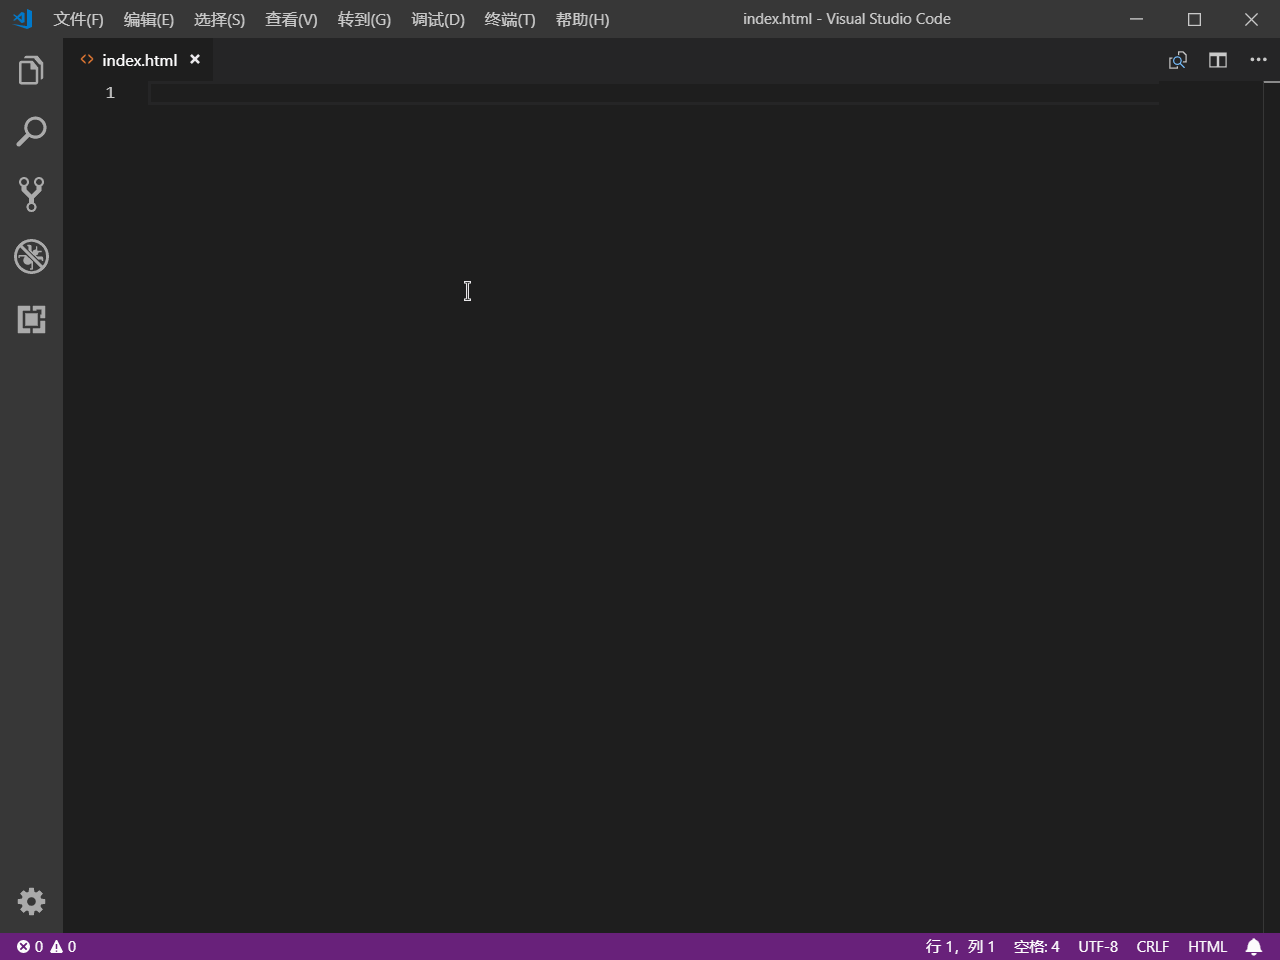 文件(F) 编辑(E) 选择(S) 查看(V) 转到(G) 调试(D) 终端(T) 帮助(H) index.html - Visual Studio Code
index.html
1
0 0 行 1，列 1 空格: 4 UTF-8 CRLF HTML